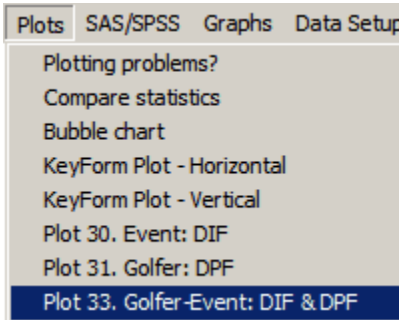 Plots SAS/SPSS Graphs Data Setup
Plotting problems?
Compare statistics
Bubble chart
KeyForm Plot - Horizontal
KeyForm Plot - Vertical
Plot 30. Event: DIF
Plot 31. Golfer: DPF
Plot 33. Golfer-Event: DIF & DPF